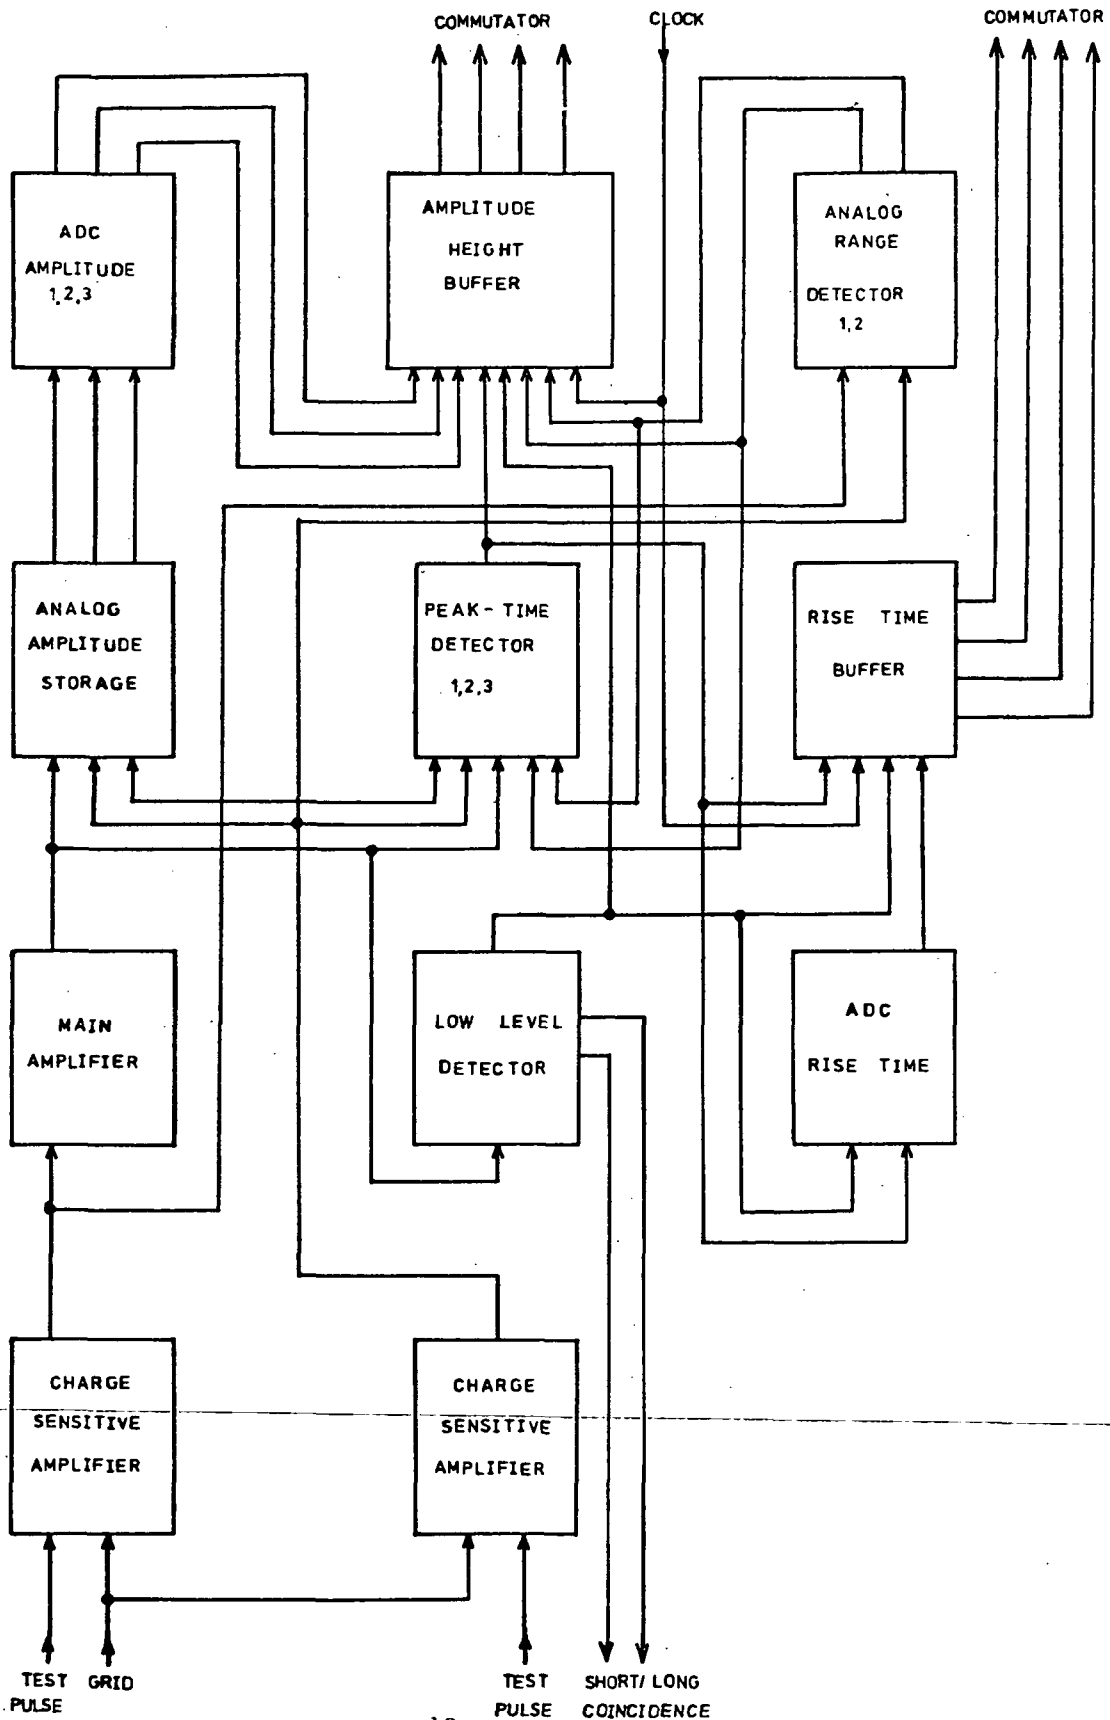 COMMUTATOR
CLOCK
COMMUTATOR
ADC
AMPLITUDE
1,2,3
AMPLITUDE
HEIGHT
BUFFER
ANALOG
RANGE
DETECTOR
1,2
ANALOG
AMPLITUDE
STORAGE
PEAK-TIME
DETECTOR
1,2,3
RISE TIME
BUFFER
MAIN
AMPLIFIER
LOW LEVEL
DETECTOR
ADC
RISE TIME
CHARGE
SENSITIVE
AMPLIFIER
CHARGE
SENSITIVE
AMPLIFIER
TEST
PULSE
GRID
TEST
PULSE
SHORT/LONG
COINCIDENCE